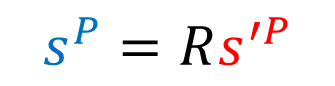 s^P = Rs'^P